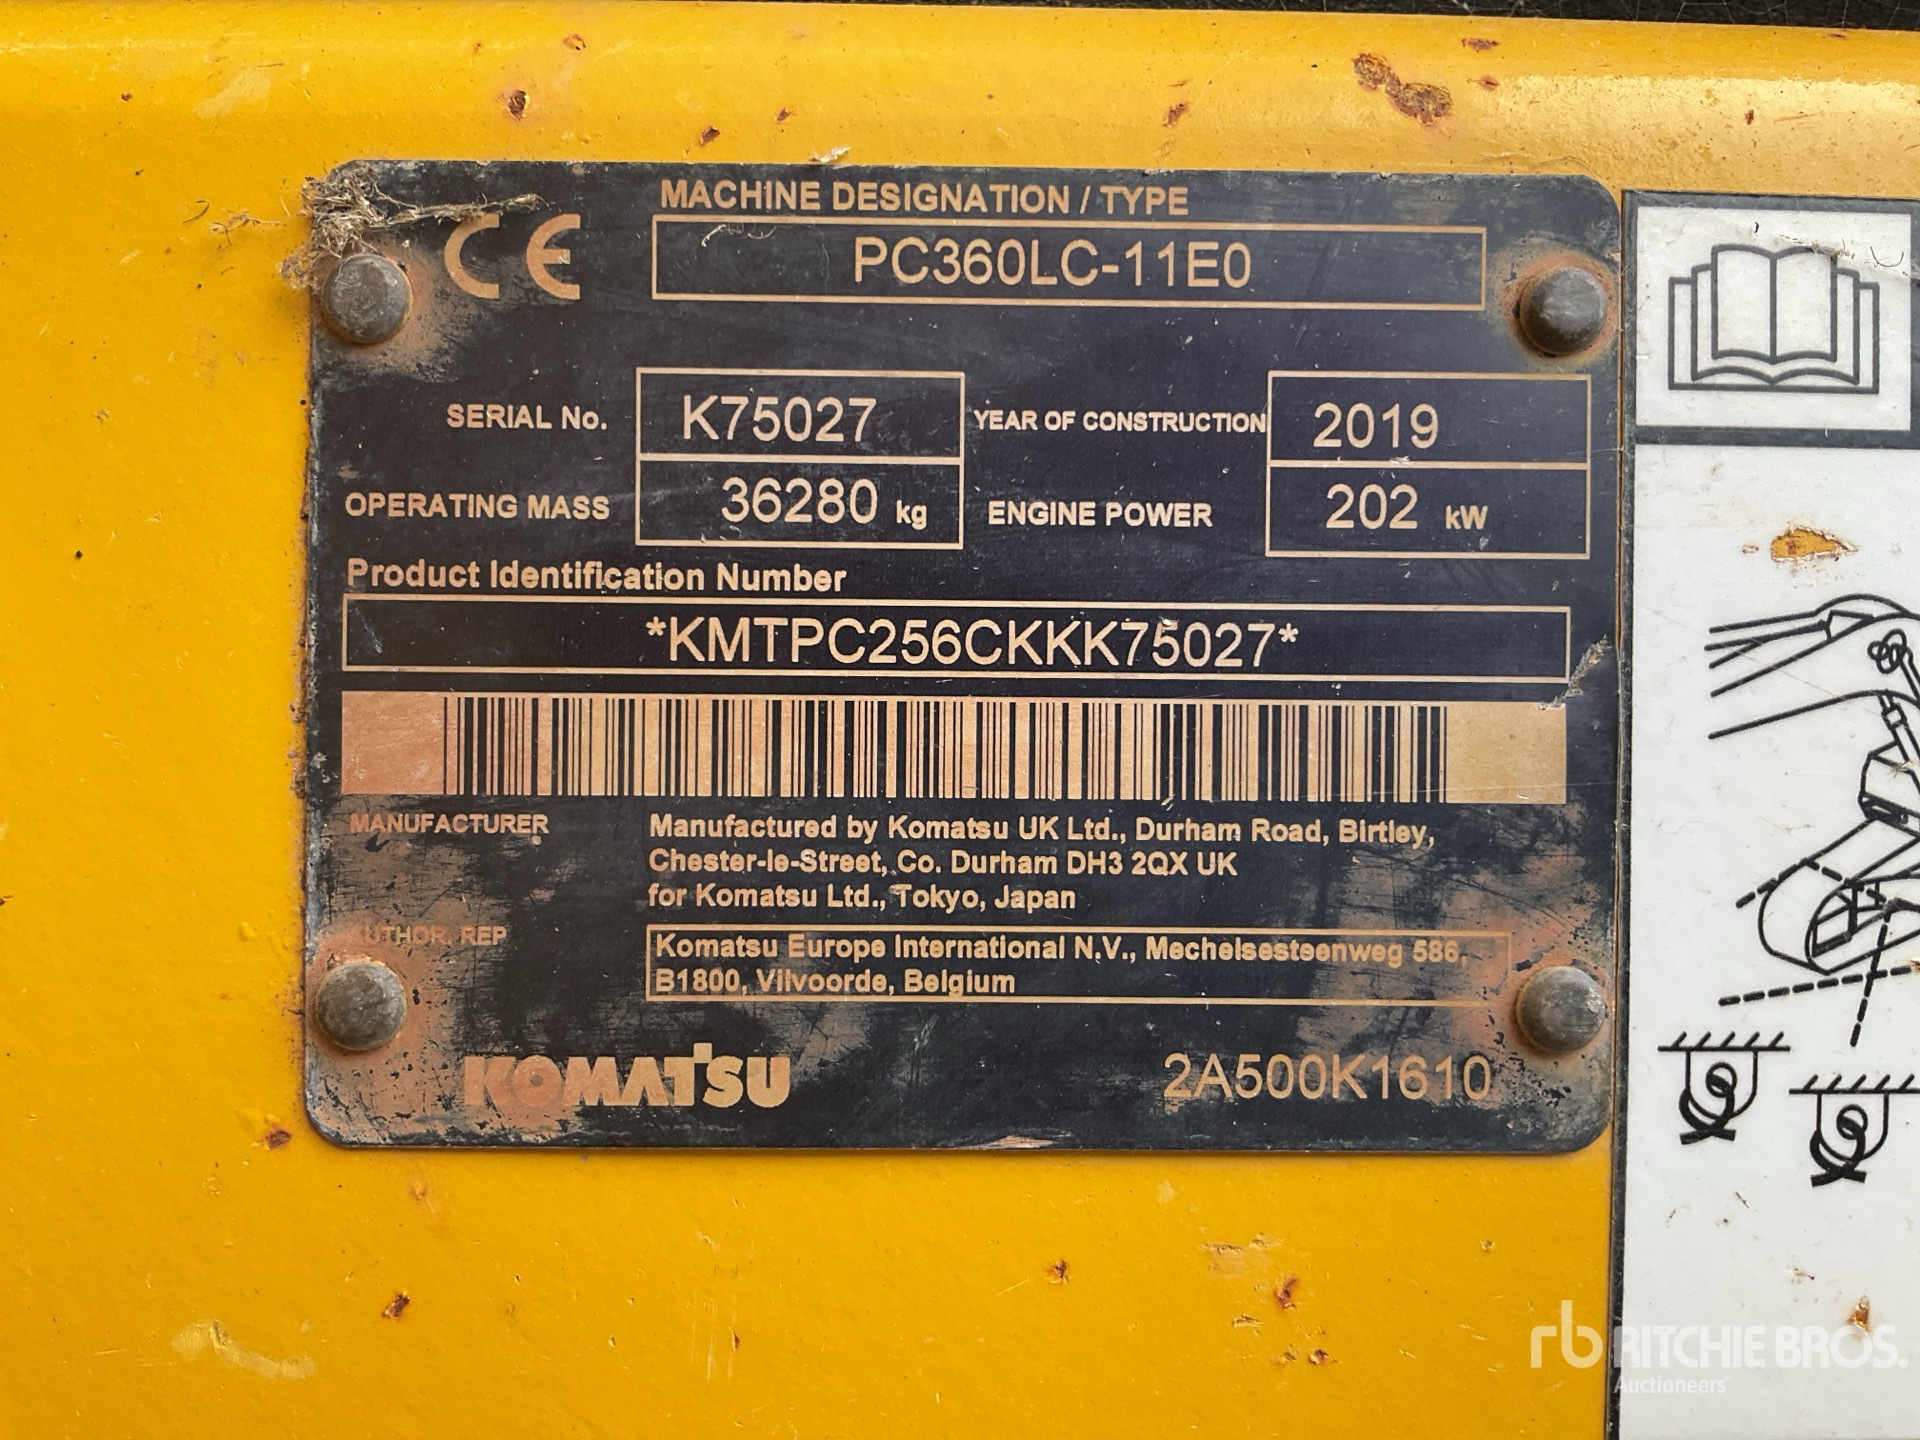 CE
MACHINE DESIGNATION / TYPE
PC360LC-11E0
SERIAL No.
K75027
YEAR OF CONSTRUCTION
2019
OPERATING MASS
36280 kg
ENGINE POWER
202 kW
Product Identification Number
*KMTPC256CKKK75027*
MANUFACTURER
Manufactured by Komatsu UK Ltd., Durham Road, Birtley,
Chester-le-Street, Co. Durham DH3 2QX UK
for Komatsu Ltd., Tokyo, Japan
AUTHOR. REP
Komatsu Europe International N.V., Mechelsesteenweg 586,
B1800, Vilvoorde, Belgium
KOMATSU
2A500K1610
rb RITCHIE BROS.
Auctioneers